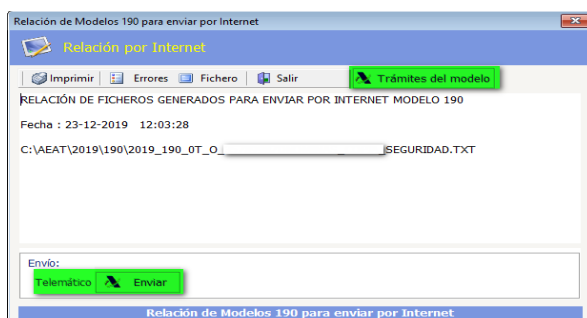 Relación de Modelos 190 para enviar por Internet
Relación por Internet
Imprimir Errores Fichero Salir Trámites del modelo
RELACIÓN DE FICHEROS GENERADOS PARA ENVIAR POR INTERNET MODELO 190
Fecha : 23-12-2019 12:03:28
C:\AEAT\2019\190\2019_190_0T_O_ SEGURIDAD.TXT
Envío:
Telemático Enviar
Relación de Modelos 190 para enviar por Internet